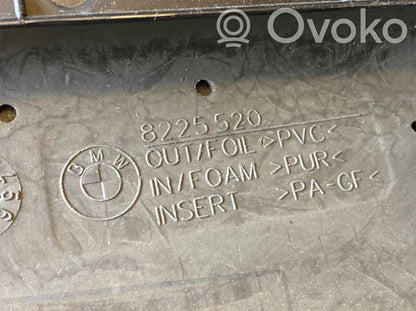 Ovoko
8225520
OUT/FOIL >PVC<
IN/FOAM >PUR<
INSERT >PA-GF<
BMW